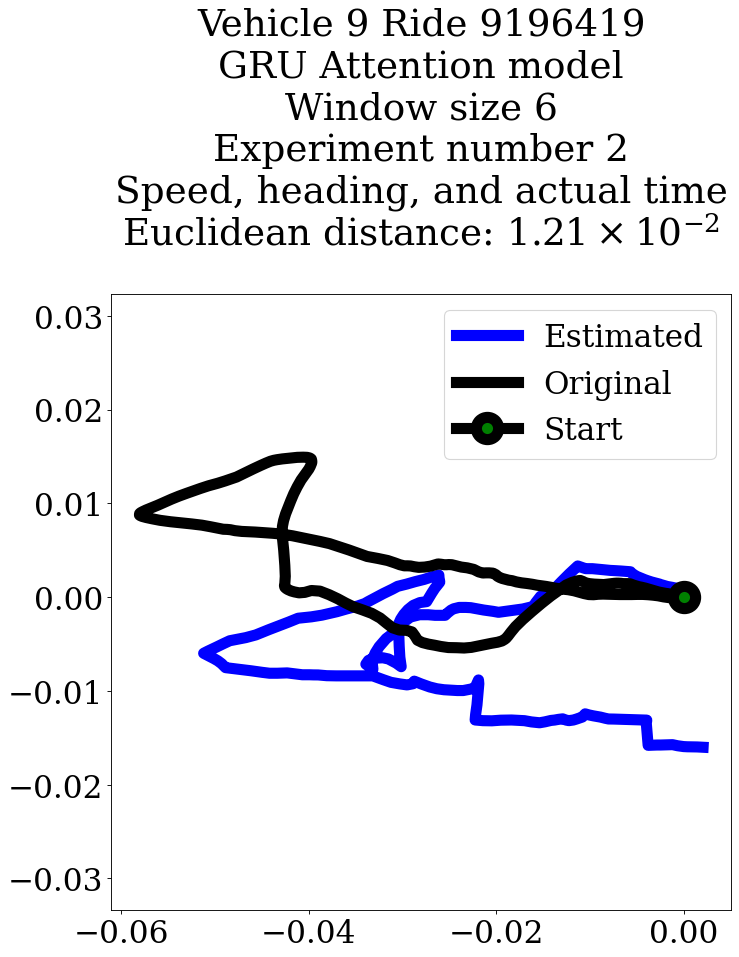 Vehicle 9 Ride 9196419
GRU Attention model
Window size 6
Experiment number 2
Speed, heading, and actual time
Euclidean distance: 1.21 × 10⁻²
Estimated
Original
Start
0.03
0.02
0.01
0.00
−0.01
−0.02
−0.03
−0.06
−0.04
−0.02
0.00